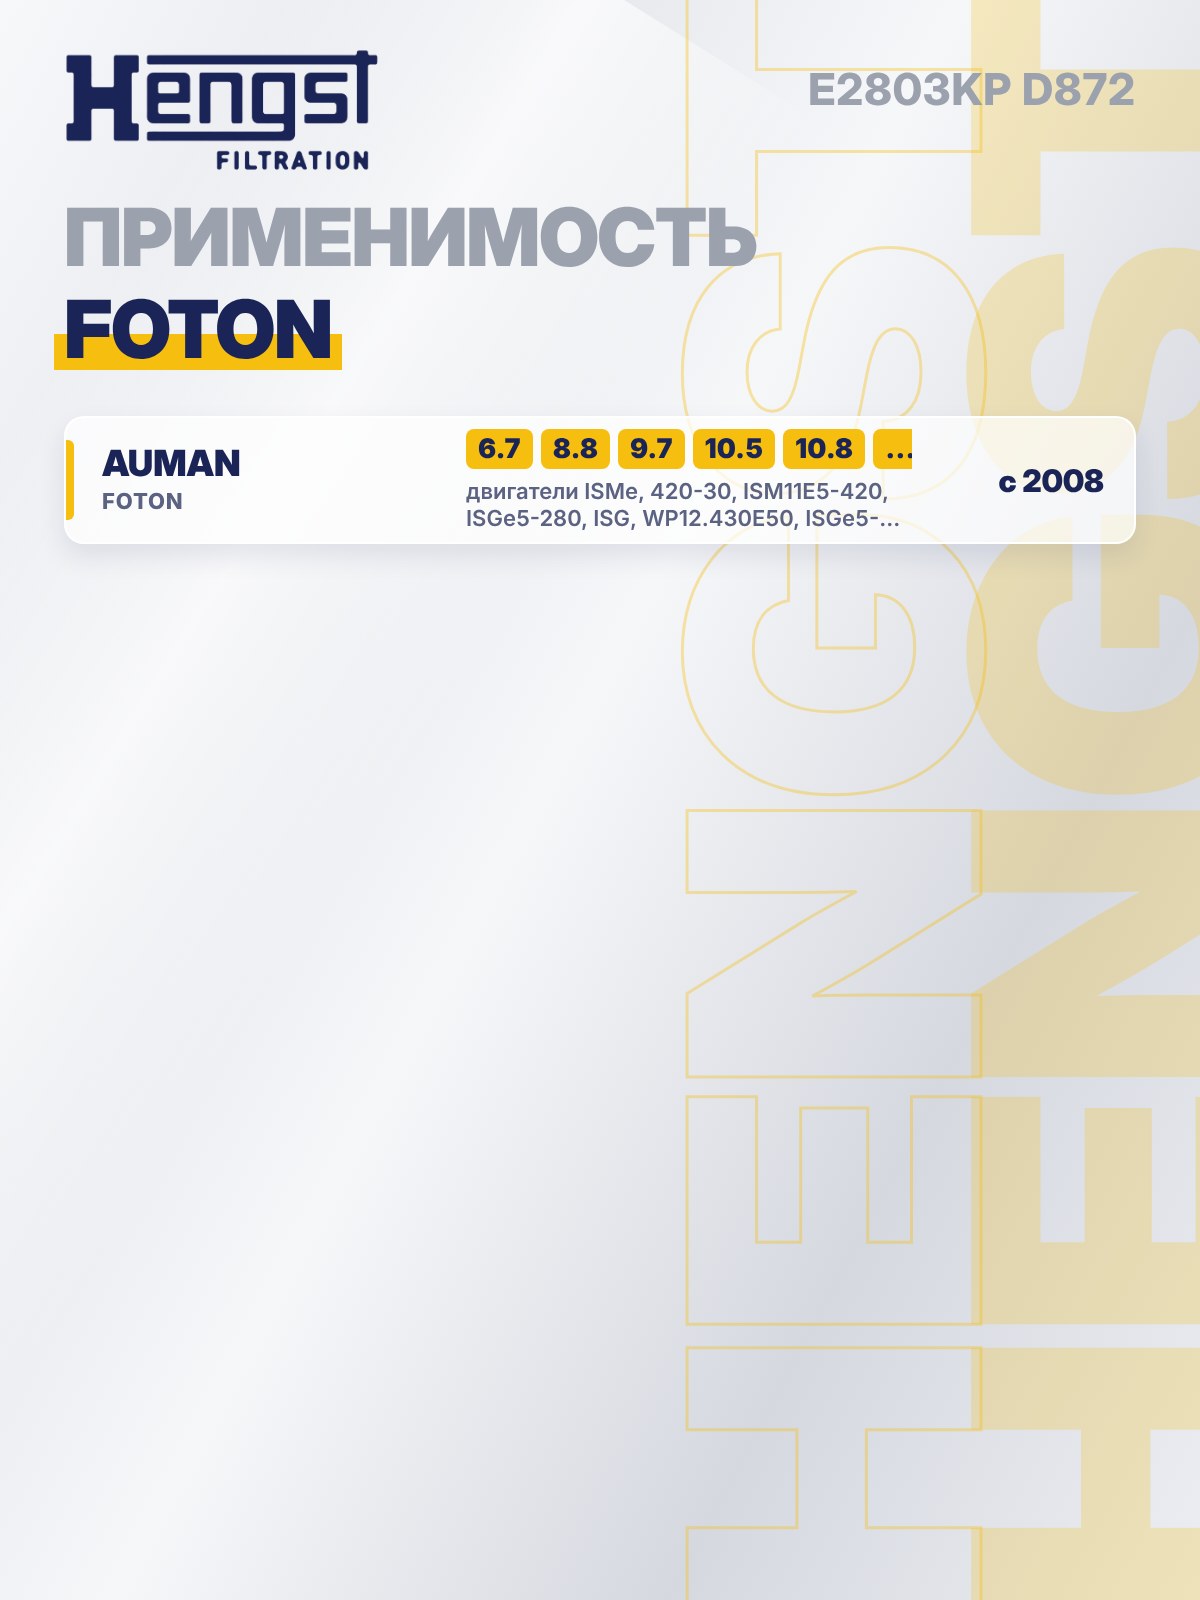 Hengst
FILTRATION
E2803KP D872
ПРИМЕНИМОСТЬ
FOTON
AUMAN
FOTON
6.7 8.8 9.7 10.5 10.8 ...
двигатели ISMe, 420-30, ISM11E5-420,
ISGe5-280, ISG, WP12.430E50, ISGe5-...
с 2008
HENGST
HENGST